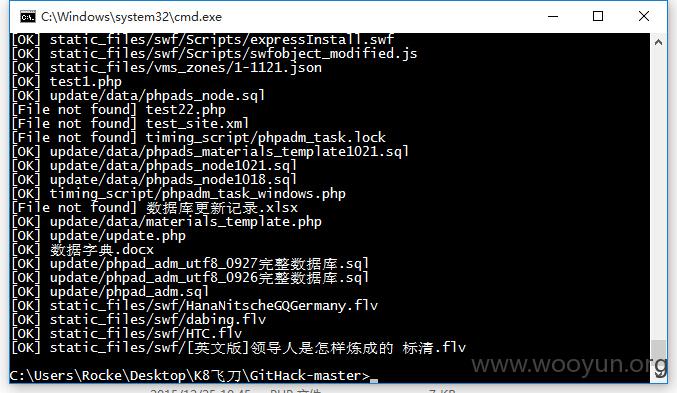 C:\Windows\system32\cmd.exe
[OK] static_files/swf/Scripts/expressInstall.swf
[OK] static_files/swf/Scripts/swfobject_modified.js
[OK] static_files/vms_zones/1-1121.json
[OK] test1.php
[OK] update/data/phpads_node.sql
[File not found] test22.php
[File not found] test_site.xml
[File not found] timing_script/phpadm_task.lock
[OK] update/data/phpads_materials_template1021.sql
[OK] update/data/phpads_node1021.sql
[OK] update/data/phpads_node1018.sql
[OK] timing_script/phpadm_task_windows.php
[File not found] 数据库更新记录.xlsx
[OK] update/data/materials_template.php
[OK] update/update.php
[OK] 数据字典.docx
[OK] update/phpad_adm_utf8_0927完整数据库.sql
[OK] update/phpad_adm_utf8_0926完整数据库.sql
[OK] update/phpad_adm.sql
[OK] static_files/swf/HanaNitscheGQGermany.flv
[OK] static_files/swf/dabing.flv
[OK] static_files/swf/HTC.flv
[OK] static_files/swf/[英文版]领导人是怎样炼成的 标清.flv
www.wooyun.org
C:\Users\Rocke\Desktop\K8飞刀\GitHack-master>